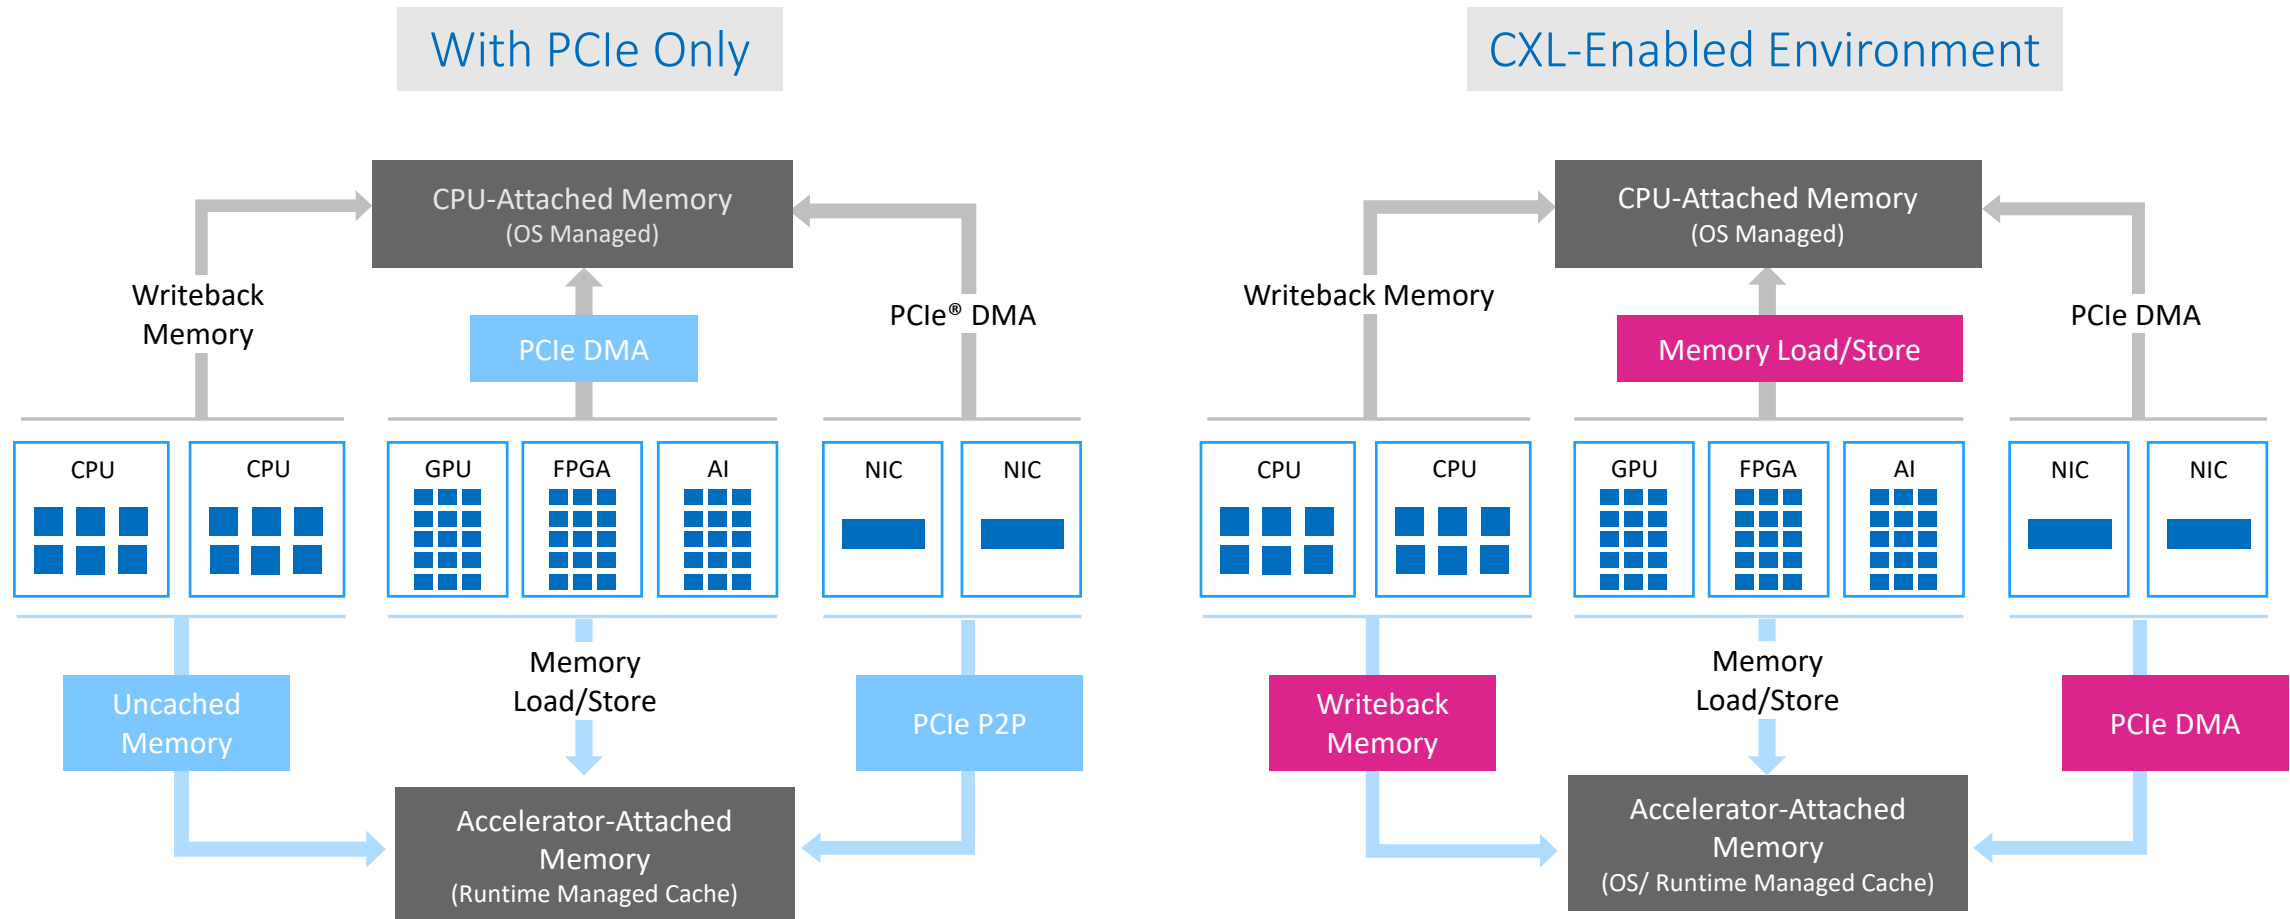 With PCIe Only
CPU-Attached Memory
(OS Managed)
Writeback
Memory
PCIe DMA
PCIe® DMA
CPU
CPU
GPU
FPGA
AI
NIC
NIC
Uncached
Memory
Memory
Load/Store
PCIe P2P
Accelerator-Attached
Memory
(Runtime Managed Cache)
CXL-Enabled Environment
CPU-Attached Memory
(OS Managed)
Writeback Memory
Memory Load/Store
PCIe DMA
CPU
CPU
GPU
FPGA
AI
NIC
NIC
Writeback
Memory
Memory
Load/Store
PCIe DMA
Accelerator-Attached
Memory
(OS/ Runtime Managed Cache)